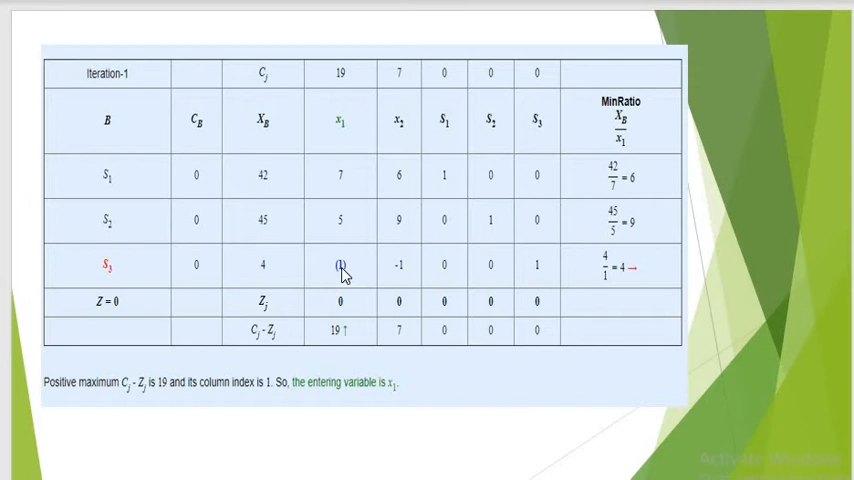 Iteration-1 Cj 19 7 0 0 0
B CB XB x1 x2 S1 S2 S3 MinRatio XB/x1
S1 0 42 7 6 1 0 0 42/7 = 6
S2 0 45 5 9 0 1 0 45/5 = 9
S3 0 4 (1) -1 0 0 1 4/1 = 4 →
Z = 0 Zj 0 0 0 0 0
Cj - Zj 19 ↑ 7 0 0 0
Positive maximum Cj - Zj is 19 and its column index is 1. So, the entering variable is x1.
Activate Windows